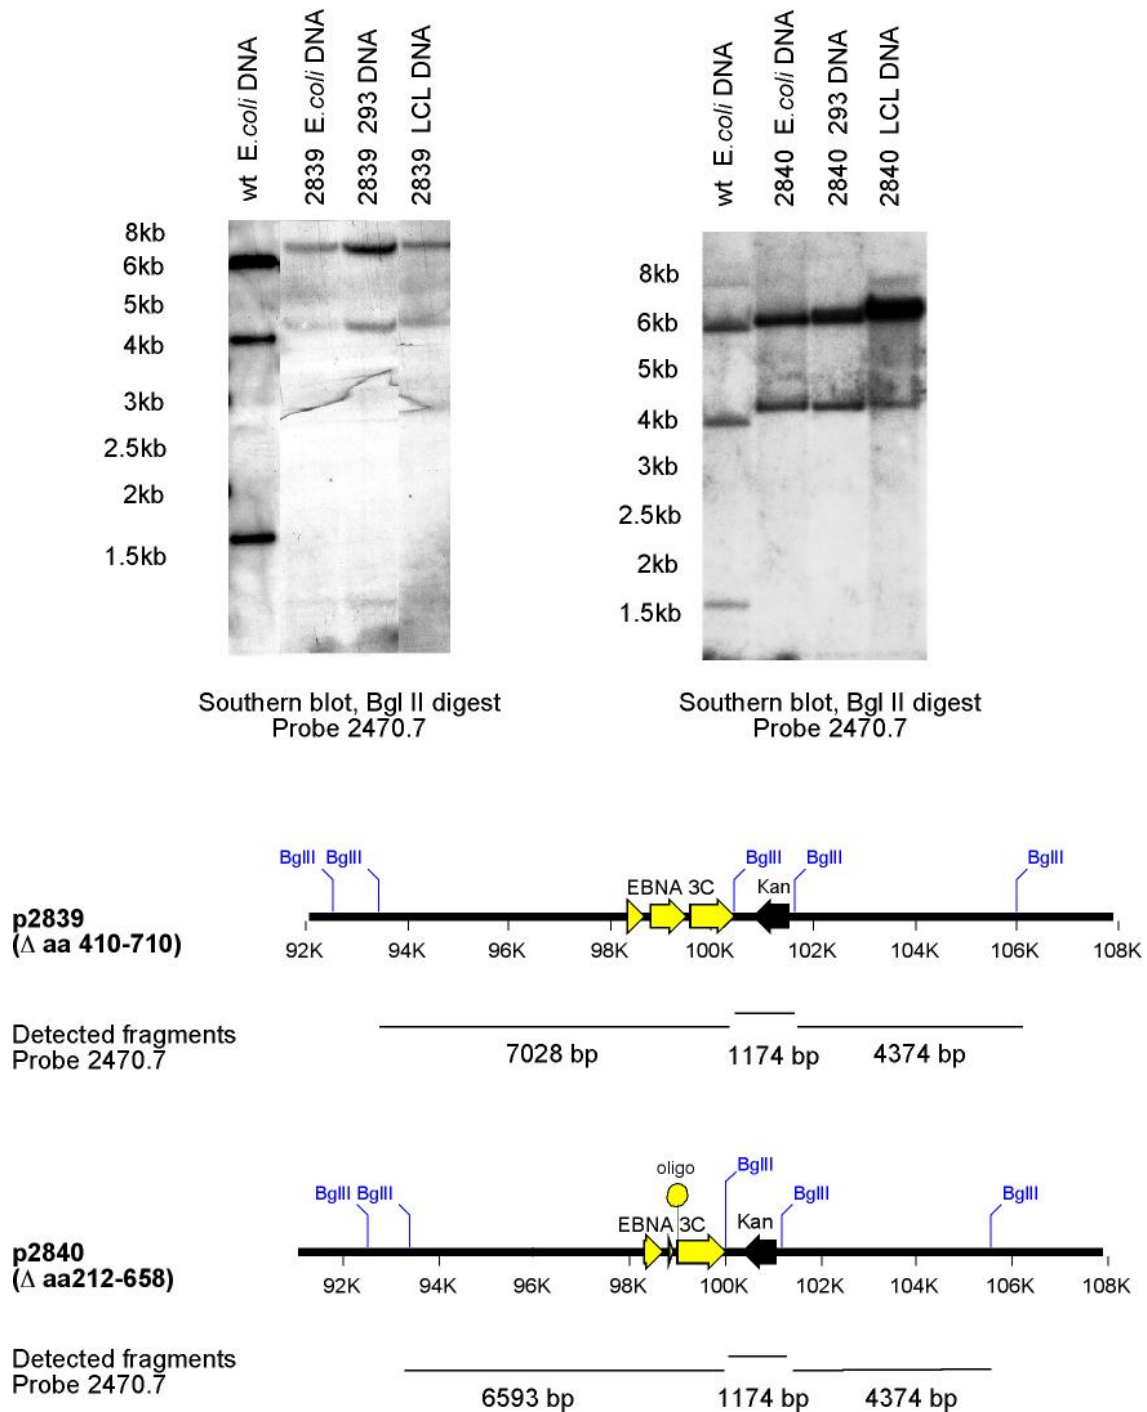 wt E.coli DNA
2839 E.coli DNA
2839 293 DNA
2839 LCL DNA
8kb
6kb
5kb
4kb
3kb
2.5kb
2kb
1.5kb
Southern blot, Bgl II digest
Probe 2470.7
wt E.coli DNA
2840 E.coli DNA
2840 293 DNA
2840 LCL DNA
8kb
6kb
5kb
4kb
3kb
2.5kb
2kb
1.5kb
Southern blot, Bgl II digest
Probe 2470.7
BglII BglII BglII BglII BglII
EBNA 3C Kan
p2839
(Δ aa 410-710)
92K 94K 96K 98K 100K 102K 104K 106K 108K
Detected fragments
Probe 2470.7
7028 bp 1174 bp 4374 bp
oligo BglII
BglII BglII BglII BglII
EBNA 3C Kan
p2840
(Δ aa212-658)
92K 94K 96K 98K 100K 102K 104K 106K 108K
Detected fragments
Probe 2470.7
6593 bp 1174 bp 4374 bp